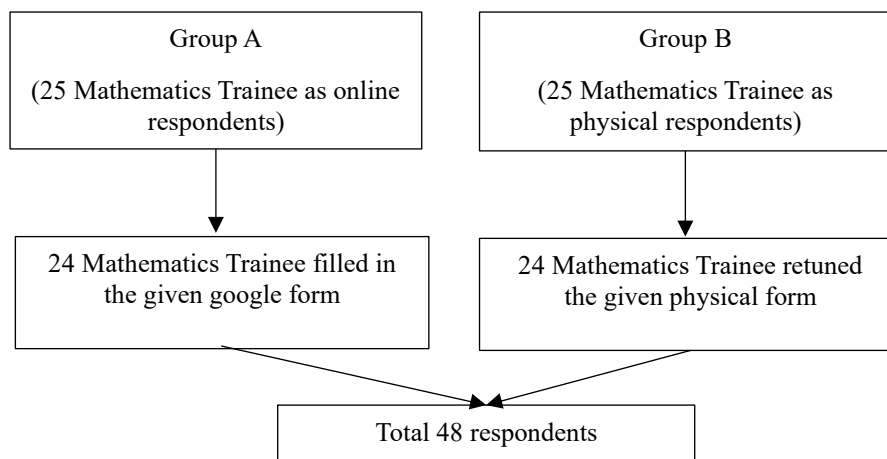 Group A
(25 Mathematics Trainee as online
respondents)
Group B
(25 Mathematics Trainee as
physical respondents)
24 Mathematics Trainee filled in
the given google form
24 Mathematics Trainee retuned
the given physical form
Total 48 respondents